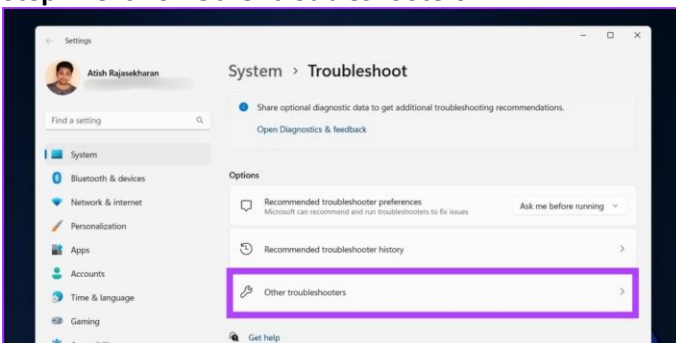 Settings
Atish Rajasekharan
System > Troubleshoot
Share optional diagnostic data to get additional troubleshooting recommendations.
Open Diagnostics & feedback
Find a setting
System
Bluetooth & devices
Network & internet
Personalization
Apps
Accounts
Time & language
Gaming
Options
Recommended troubleshooter preferences
Microsoft can recommend and run troubleshooters to fix issues
Ask me before running
Recommended troubleshooter history
Other troubleshooters
Get help